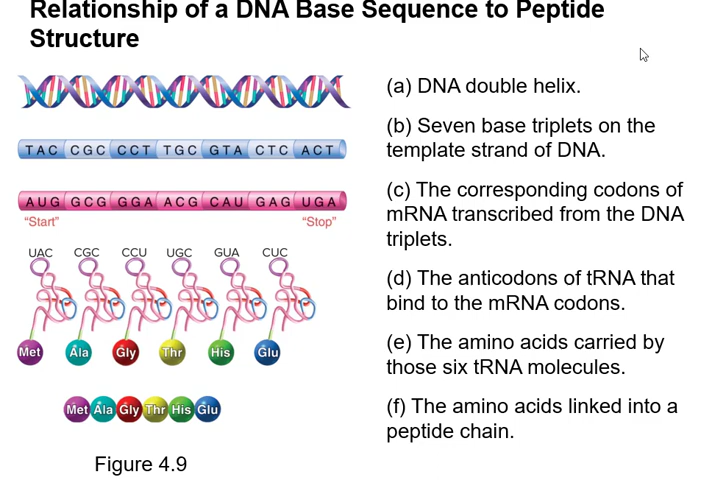 Relationship of a DNA Base Sequence to Peptide
Structure
TAC CGC CCT TGC GTA CTC ACT
AUG GCG GGA ACG CAU GAG UGA
"Start" "Stop"
UAC CGC CCU UGC GUA CUC
Met Ala Gly Thr His Glu
Met Ala Gly Thr His Glu
Figure 4.9
(a) DNA double helix.
(b) Seven base triplets on the
template strand of DNA.
(c) The corresponding codons of
mRNA transcribed from the DNA
triplets.
(d) The anticodons of tRNA that
bind to the mRNA codons.
(e) The amino acids carried by
those six tRNA molecules.
(f) The amino acids linked into a
peptide chain.